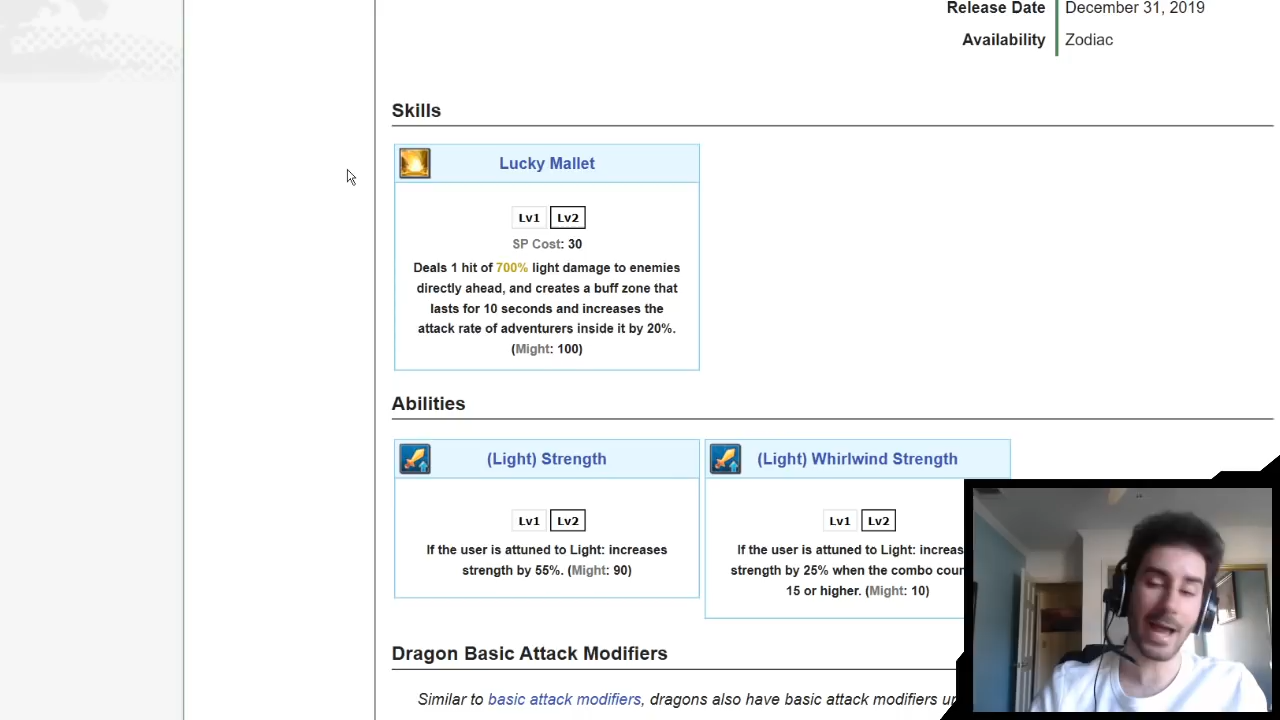 Release Date December 31, 2019
Availability Zodiac
Skills
Lucky Mallet
Lv1 Lv2
SP Cost: 30
Deals 1 hit of 700% light damage to enemies
directly ahead, and creates a buff zone that
lasts for 10 seconds and increases the
attack rate of adventurers inside it by 20%.
(Might: 100)
Abilities
(Light) Strength
Lv1 Lv2
If the user is attuned to Light: increases
strength by 55%. (Might: 90)
(Light) Whirlwind Strength
Lv1 Lv2
If the user is attuned to Light: increas
strength by 25% when the combo coun
15 or higher. (Might: 10)
Dragon Basic Attack Modifiers
Similar to basic attack modifiers, dragons also have basic attack modifiers